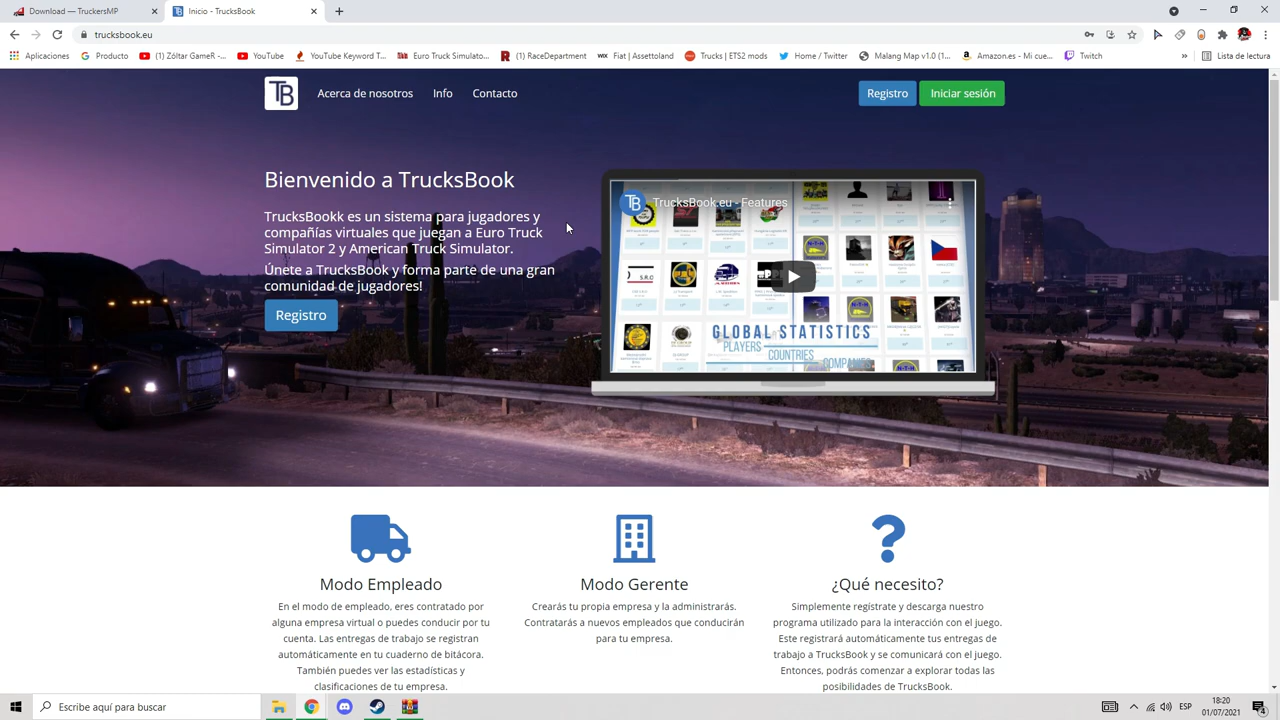 Download — TruckersMP
Inicio - TrucksBook
trucksbook.eu
Aplicaciones
Producto
(1) Zóltar GameR -...
YouTube
YouTube Keyword T...
Euro Truck Simulato...
(1) RaceDepartment
Fiat | Assettoland
Trucks | ETS2 mods
Home / Twitter
Malang Map v1.0 (1...
Amazon.es - Mi cue...
Twitch
»
Lista de lectura
TB
Acerca de nosotros
Info
Contacto
Registro
Iniciar sesión
Bienvenido a TrucksBook
TrucksBookk es un sistema para jugadores y
compañías virtuales que juegan a Euro Truck
Simulator 2 y American Truck Simulator.
Únete a TrucksBook y forma parte de una gran
comunidad de jugadores!
Registro
TB
TrucksBook.eu - Features
GLOBAL STATISTICS
PLAYERS
COUNTRIES
COMPANIES
Modo Empleado
En el modo de empleado, eres contratado por
alguna empresa virtual o puedes conducir por tu
cuenta. Las entregas de trabajo se registran
automáticamente en tu cuaderno de bitácora.
También puedes ver las estadísticas y
clasificaciones de tu empresa.
Modo Gerente
Crearás tu propia empresa y la administrarás.
Contratarás a nuevos empleados que conducirán
para tu empresa.
¿Qué necesito?
Simplemente regístrate y descarga nuestro
programa utilizado para la interacción con el juego.
Este registrará automáticamente tus entregas de
trabajo a TrucksBook y se comunicará con el juego.
Entonces, podrás comenzar a explorar todas las
posibilidades de TrucksBook.
Escribe aquí para buscar
ESP
18:20
01/07/2021
4